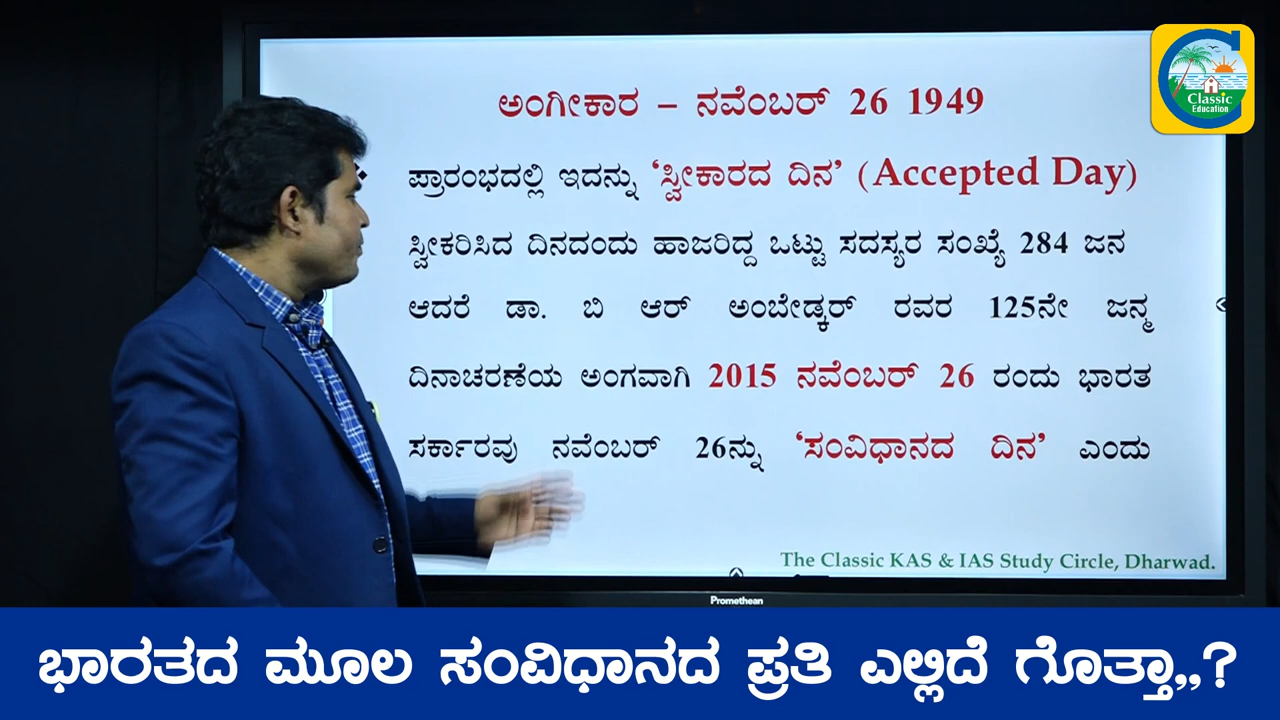 Classic
Education
ಅಂಗೀಕಾರ – ನವೆಂಬರ್ 26 1949
ಪ್ರಾರಂಭದಲ್ಲಿ ಇದನ್ನು ‘ಸ್ವೀಕಾರದ ದಿನ’ (Accepted Day)
ಸ್ವೀಕರಿಸಿದ ದಿನದಂದು ಹಾಜರಿದ್ದ ಒಟ್ಟು ಸದಸ್ಯರ ಸಂಖ್ಯೆ 284 ಜನ
ಆದರೆ ಡಾ. ಬಿ ಆರ್ ಅಂಬೇಡ್ಕರ್ ರವರ 125ನೇ ಜನ್ಮ
ದಿನಾಚರಣೆಯ ಅಂಗವಾಗಿ 2015 ನವೆಂಬರ್ 26 ರಂದು ಭಾರತ
ಸರ್ಕಾರವು ನವೆಂಬರ್ 26ನ್ನು ‘ಸಂವಿಧಾನದ ದಿನ’ ಎಂದು
The Classic KAS & IAS Study Circle, Dharwad.
Promethean
ಭಾರತದ ಮೂಲ ಸಂವಿಧಾನದ ಪ್ರತಿ ಎಲ್ಲಿದೆ ಗೊತ್ತಾ,,?